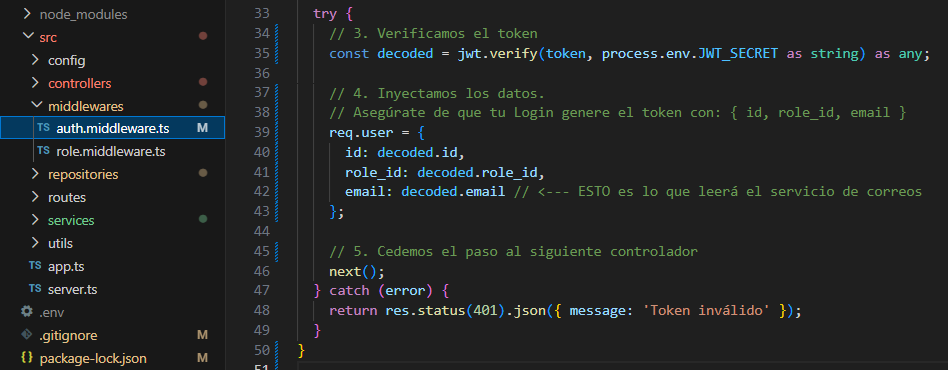 node_modules
src
config
controllers
middlewares
TS auth.middleware.ts M
TS role.middleware.ts
repositories
routes
services
utils
TS app.ts
TS server.ts
.env
.gitignore M
{} package-lock.json M
33 try {
34 // 3. Verificamos el token
35 const decoded = jwt.verify(token, process.env.JWT_SECRET as string) as any;
36
37 // 4. Inyectamos los datos.
38 // Asegúrate de que tu Login genere el token con: { id, role_id, email }
39 req.user = {
40 id: decoded.id,
41 role_id: decoded.role_id,
42 email: decoded.email // <--- ESTO es lo que leerá el servicio de correos
43 };
44
45 // 5. Cedemos el paso al siguiente controlador
46 next();
47 } catch (error) {
48 return res.status(401).json({ message: 'Token inválido' });
49 }
50 }
51